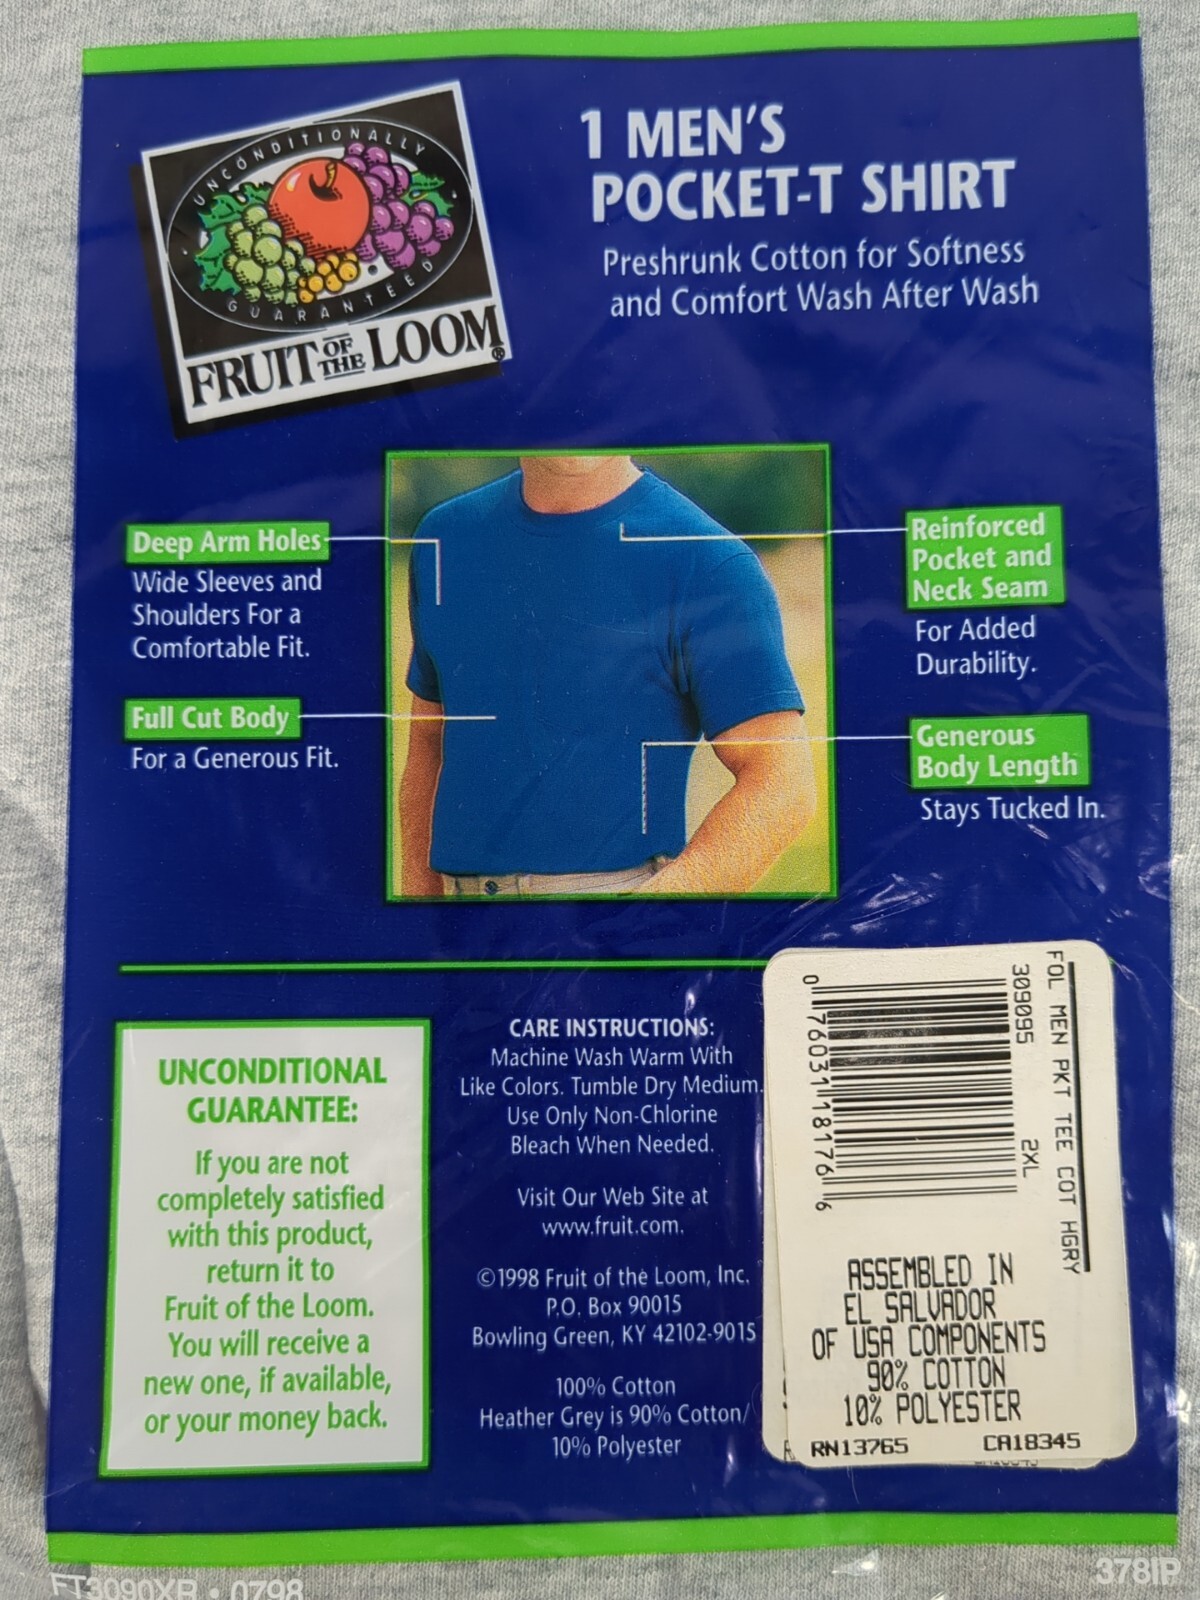 UNCONDITIONALLY
GUARANTEED
FRUIT OF THE LOOM®
1 MEN'S
POCKET-T SHIRT
Preshrunk Cotton for Softness
and Comfort Wash After Wash
Deep Arm Holes
Wide Sleeves and
Shoulders For a
Comfortable Fit.
Full Cut Body
For a Generous Fit.
Reinforced
Pocket and
Neck Seam
For Added
Durability.
Generous
Body Length
Stays Tucked In.
UNCONDITIONAL
GUARANTEE:
If you are not
completely satisfied
with this product,
return it to
Fruit of the Loom.
You will receive a
new one, if available,
or your money back.
CARE INSTRUCTIONS:
Machine Wash Warm With
Like Colors. Tumble Dry Medium.
Use Only Non-Chlorine
Bleach When Needed.
Visit Our Web Site at
www.fruit.com.
©1998 Fruit of the Loom, Inc.
P.O. Box 90015
Bowling Green, KY 42102-9015
100% Cotton
Heather Grey is 90% Cotton/
10% Polyester
FOL MEN PKT TEE COT HGRY
309095 2XL
0 76031 18176 6
ASSEMBLED IN
EL SALVADOR
OF USA COMPONENTS
90% COTTON
10% POLYESTER
RN13765 CA18345
FT3090XR • 0798
378IP